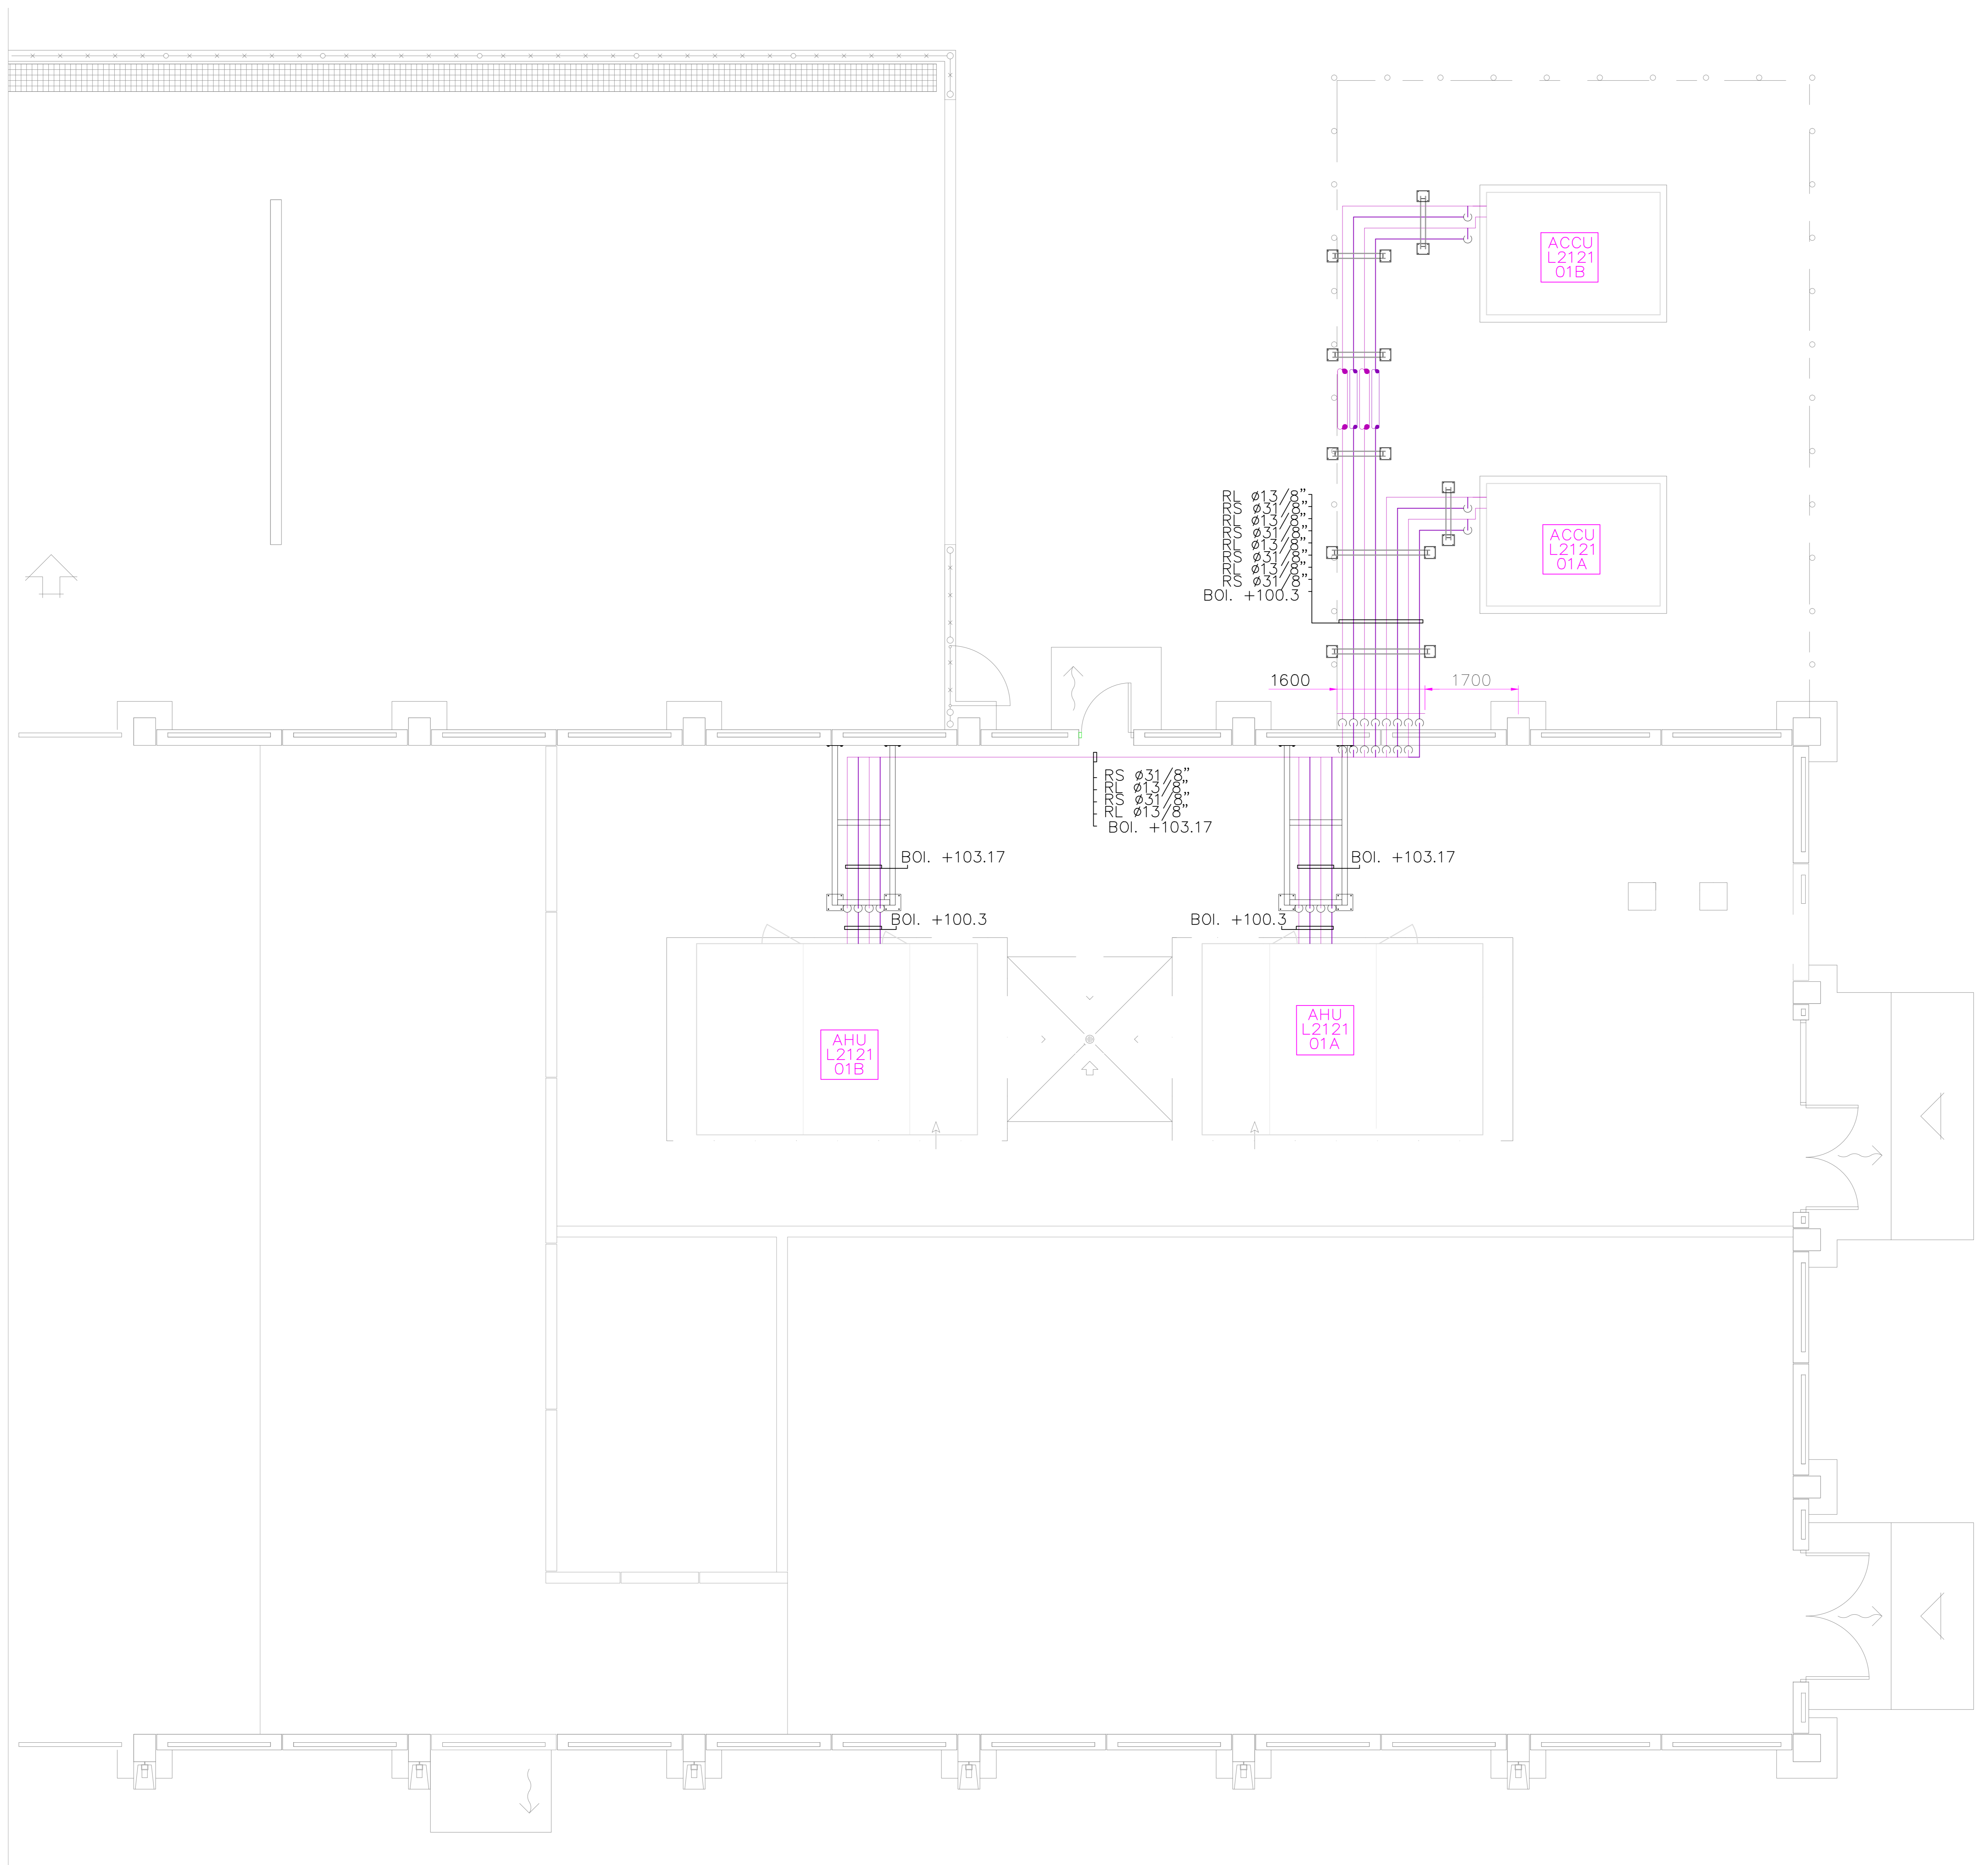 ACCU
L2121
01B
RL ø13/8"
RS ø31/8"
RL ø13/8"
RS ø31/8"
RL ø13/8"
RS ø31/8"
RL ø13/8"
RS ø31/8"
BOI. +100.3
ACCU
L2121
01A
1600
1700
RS ø31/8"
RL ø13/8"
RS ø31/8"
RL ø13/8"
BOI. +103.17
BOI. +103.17
BOI. +103.17
BOI. +100.3
BOI. +100.3
AHU
L2121
01B
AHU
L2121
01A